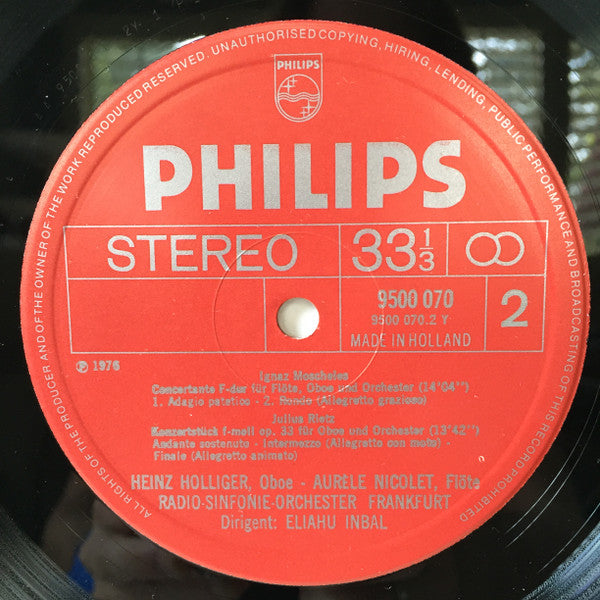 ALL RIGHTS OF THE PRODUCER AND OF THE OWNER OF THE WORK REPRODUCED RESERVED. UNAUTHORISED COPYING, HIRING, LENDING, PUBLIC PERFORMANCE AND BROADCASTING OF THIS RECORD PROHIBITED
PHILIPS
PHILIPS
STEREO 33 1/3
9500 070
9500 070.2 Y
MADE IN HOLLAND
2
℗ 1976
Ignaz Moscheles
Concertante F-dur für Flöte, Oboe und Orchester (14'04'')
1. Adagio patetico - 2. Rondo (Allegretto grazioso)
Julius Rietz
Konzertstück f-moll op. 33 für Oboe und Orchester (13'42'')
Andante sostenuto - Intermezzo (Allegretto con moto) -
Finale (Allegretto animato)
HEINZ HOLLIGER, Oboe - AURELE NICOLET, Flöte
RADIO-SINFONIE-ORCHESTER FRANKFURT
Dirigent: ELIAHU INBAL